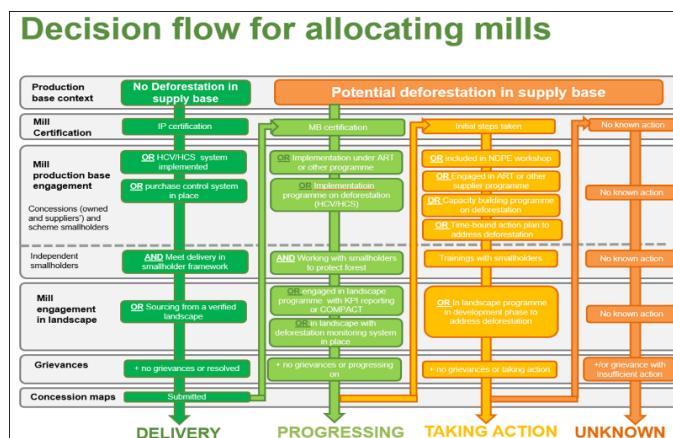 Decision flow for allocating mills
Production
base context
No Deforestation in
supply base
Potential deforestation in supply base
Mill
Certification
IP certification
MB certification
Initial steps taken
No known action
Mill
production base
engagement
Concessions (owned
and suppliers') and
scheme smallholders
OR HCV/HCS system
implemented
OR purchase control system
in place
OR Implementation under ART
or other programme
OR Implementatioin
programme on deforestation
(HCV/HCS)
OR included in NDPE workshop
OR Engaged in ART or other
supplier programme
OR Capacity building programme
on deforestation
OR Time-bound action plan to
address deforestation
No known action
Independent
smallholders
AND Meet delivery in
smallholder framework
AND Working with smallholders
to protect forest
Trainings with smallholders
No known action
Mill
engagement
in landscape
OR Sourcing from a verified
landscape
OR engaged in landscape
programme with KPI reporting
or COMPACT
OR in landscape with
deforestation monitoring system
in place
OR In landscape programme
in development phase to
address deforestation
No known action
Grievances
+ no grievances or resolved
+ no grievances or progressing
on
+ no grievances or taking action
+/or grievance with
insufficient action
Concession maps
Submitted
DELIVERY
PROGRESSING
TAKING ACTION
UNKNOWN